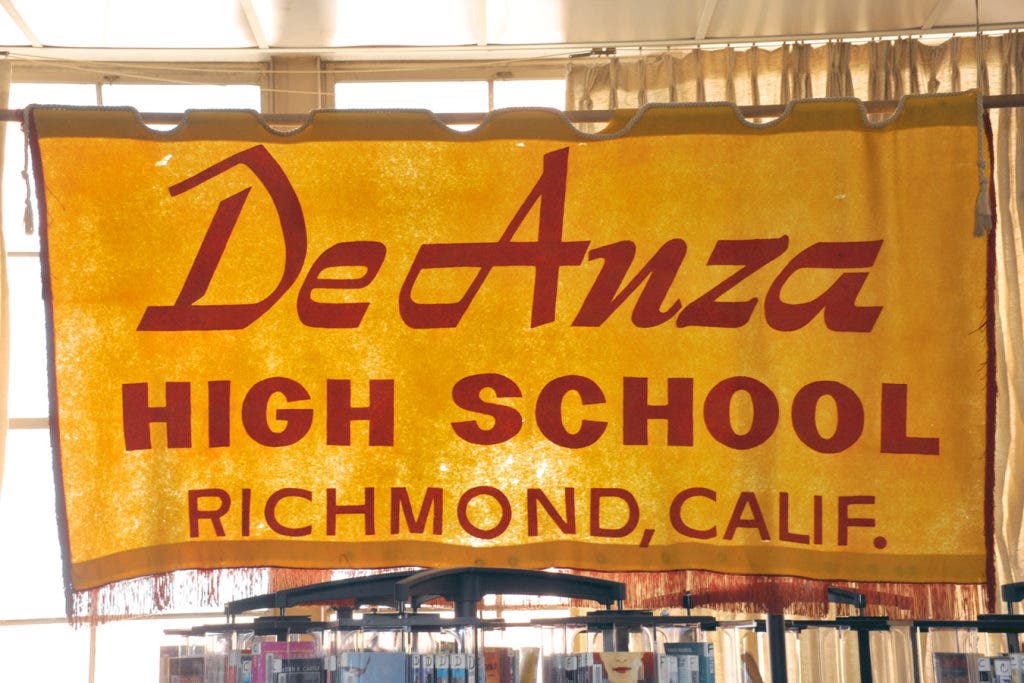 De Anza
HIGH SCHOOL
RICHMOND, CALIF.